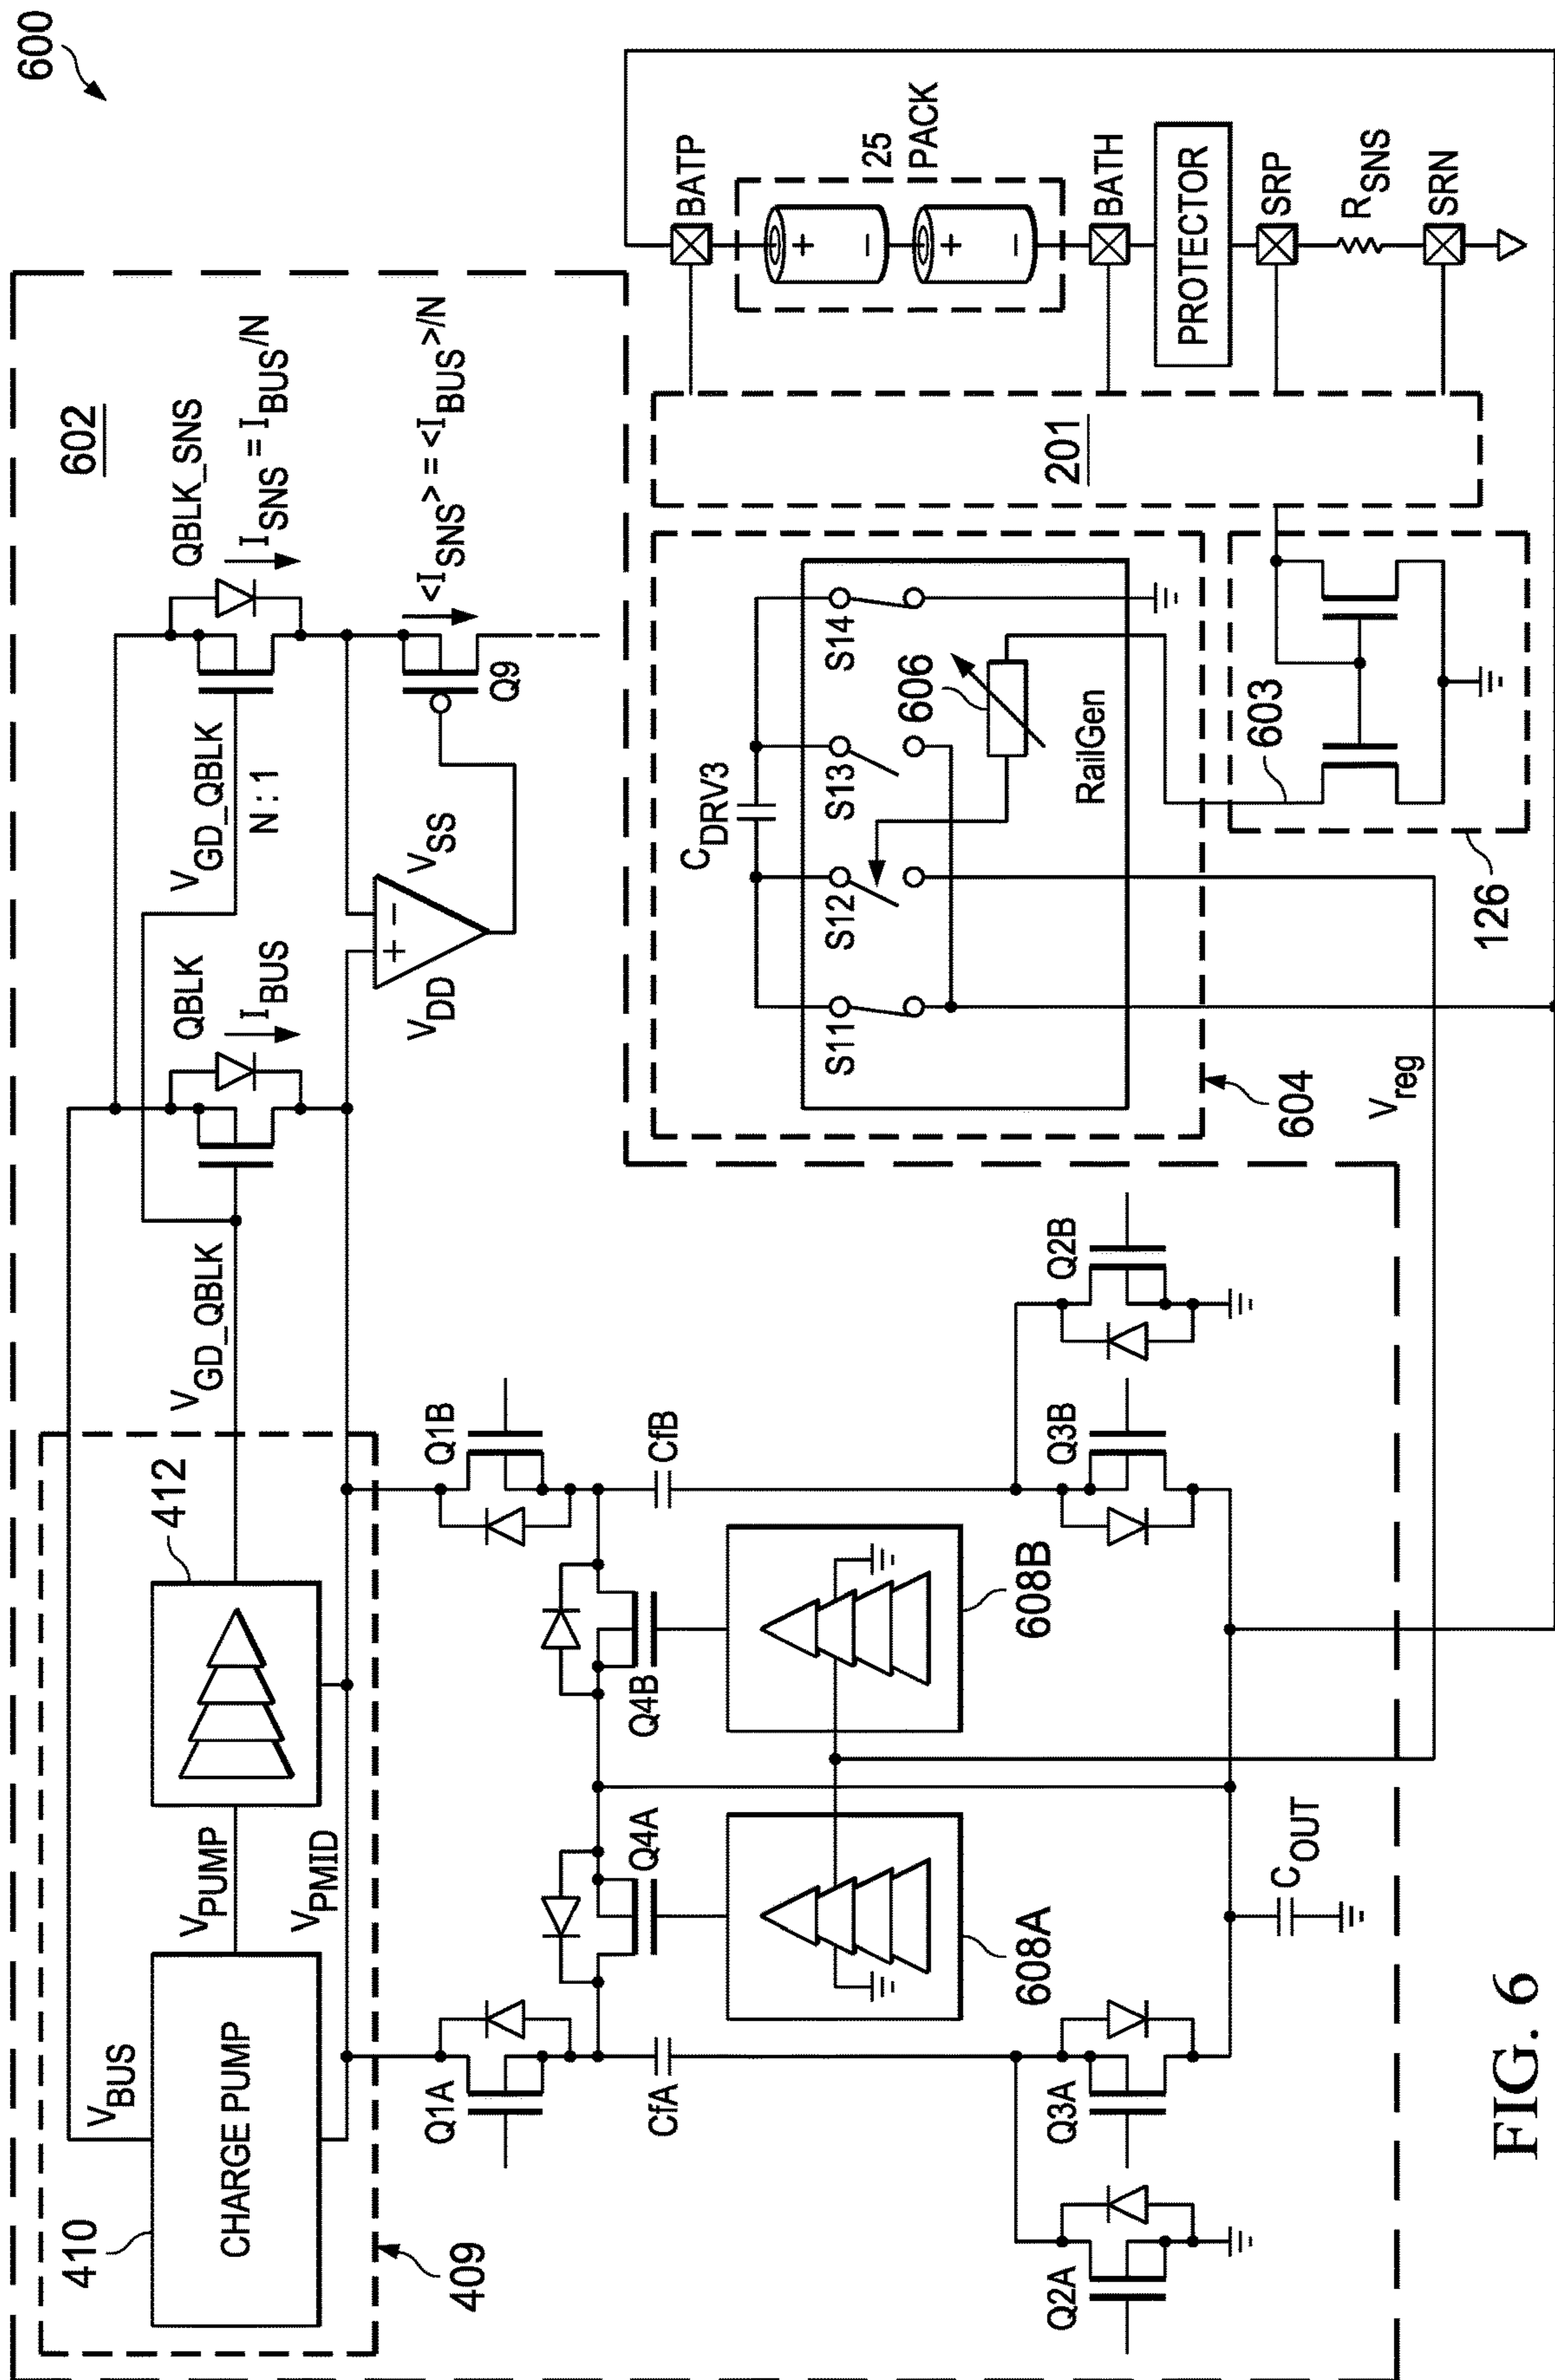 600
602
409
410
CHARGE PUMP
V_BUS
V_PUMP
V_PMID
412
V_GD_QBLK
QBLK
I_BUS
V_GD_QBLK
N : 1
QBLK_SNS
I_SNS = I_BUS/N
<I_SNS> = <I_BUS>/N
Q9
+
−
V_DD
V_SS
Q1A
Q1B
CfA
CfB
Q4A
Q4B
608A
608B
Q2A
Q3A
Q3B
Q2B
C_OUT
V_reg
604
C_DRV3
S11
S12
S13
S14
606
RailGen
603
126
201
BATP
+
−
+
−
125
PACK
BATH
PROTECTOR
SRP
R_SNS
SRN
FIG. 6